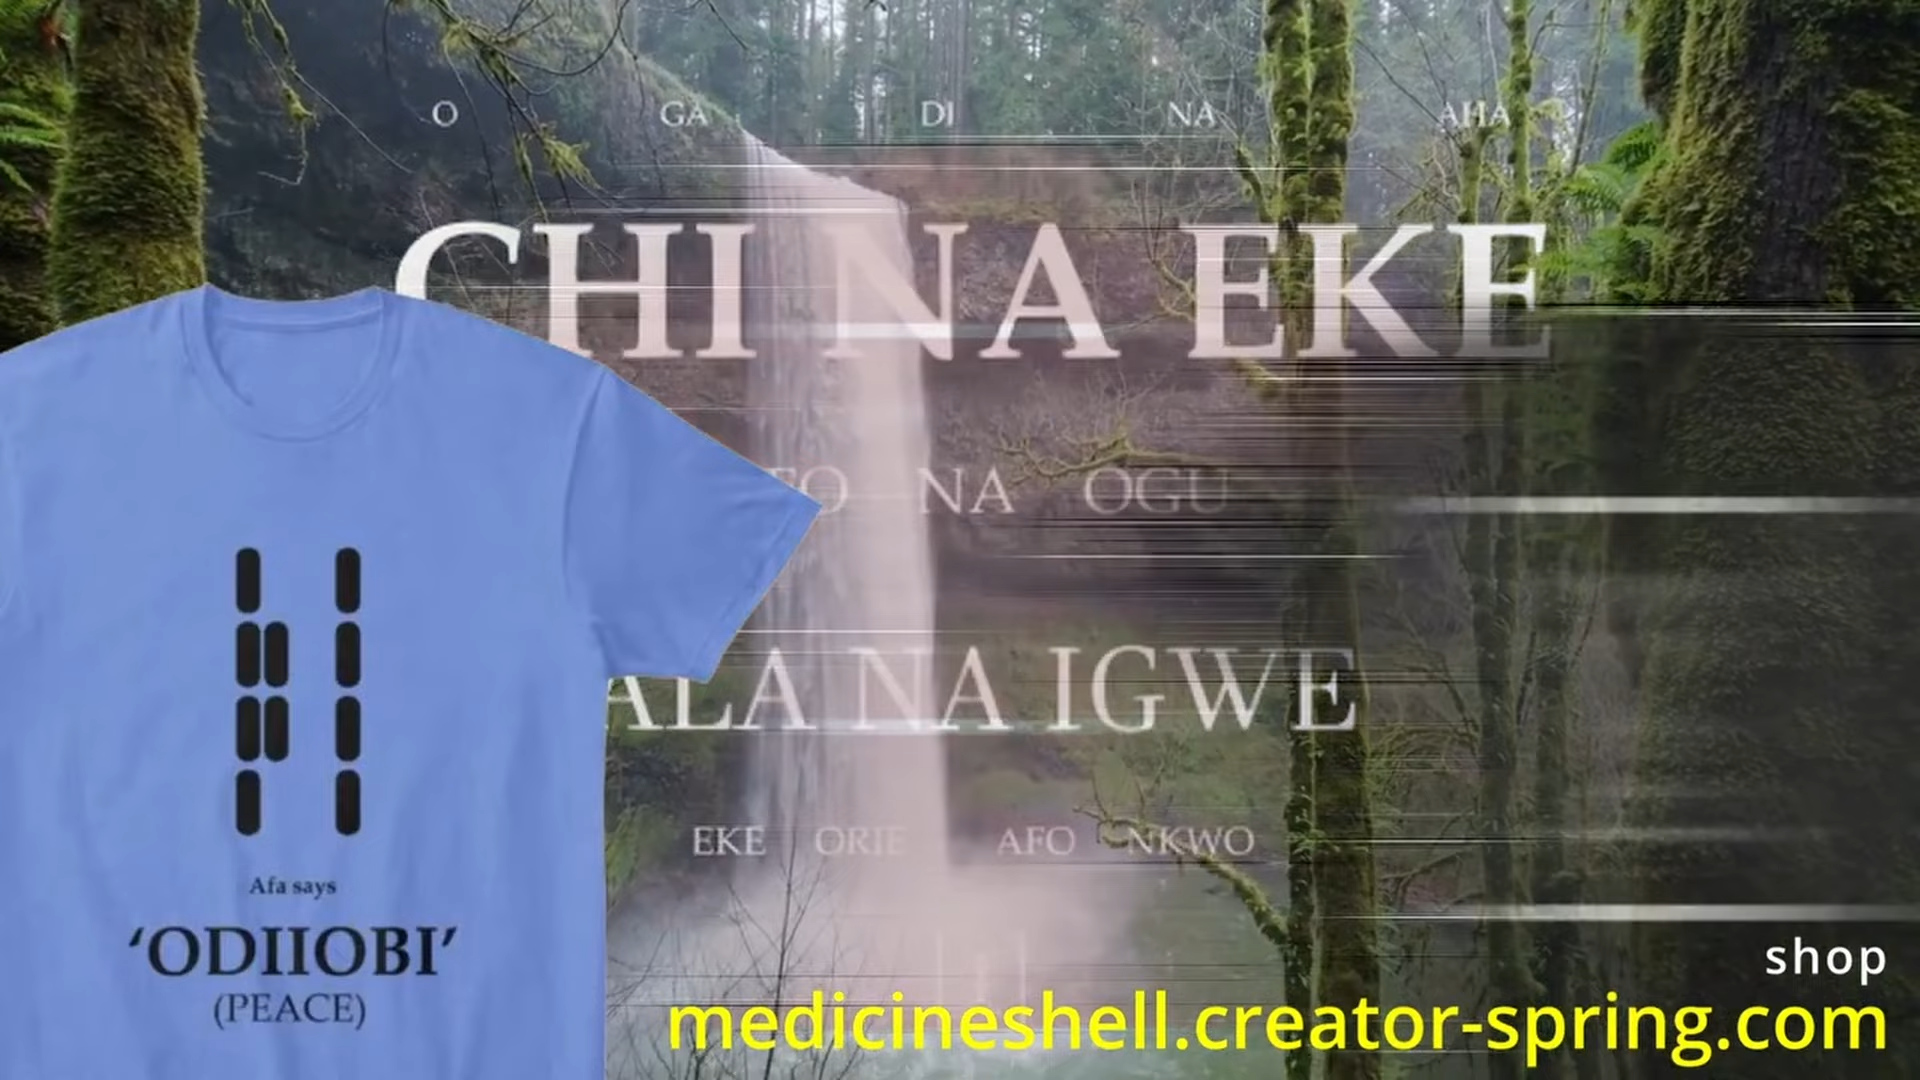 O GA DI NA AHA
CHI NA EKE
NA OGU
ALA NA IGWE
EKE ORIE AFO NKWO
Afa says
‘ODIIOBI’
(PEACE)
shop
medicineshell.creator-spring.com